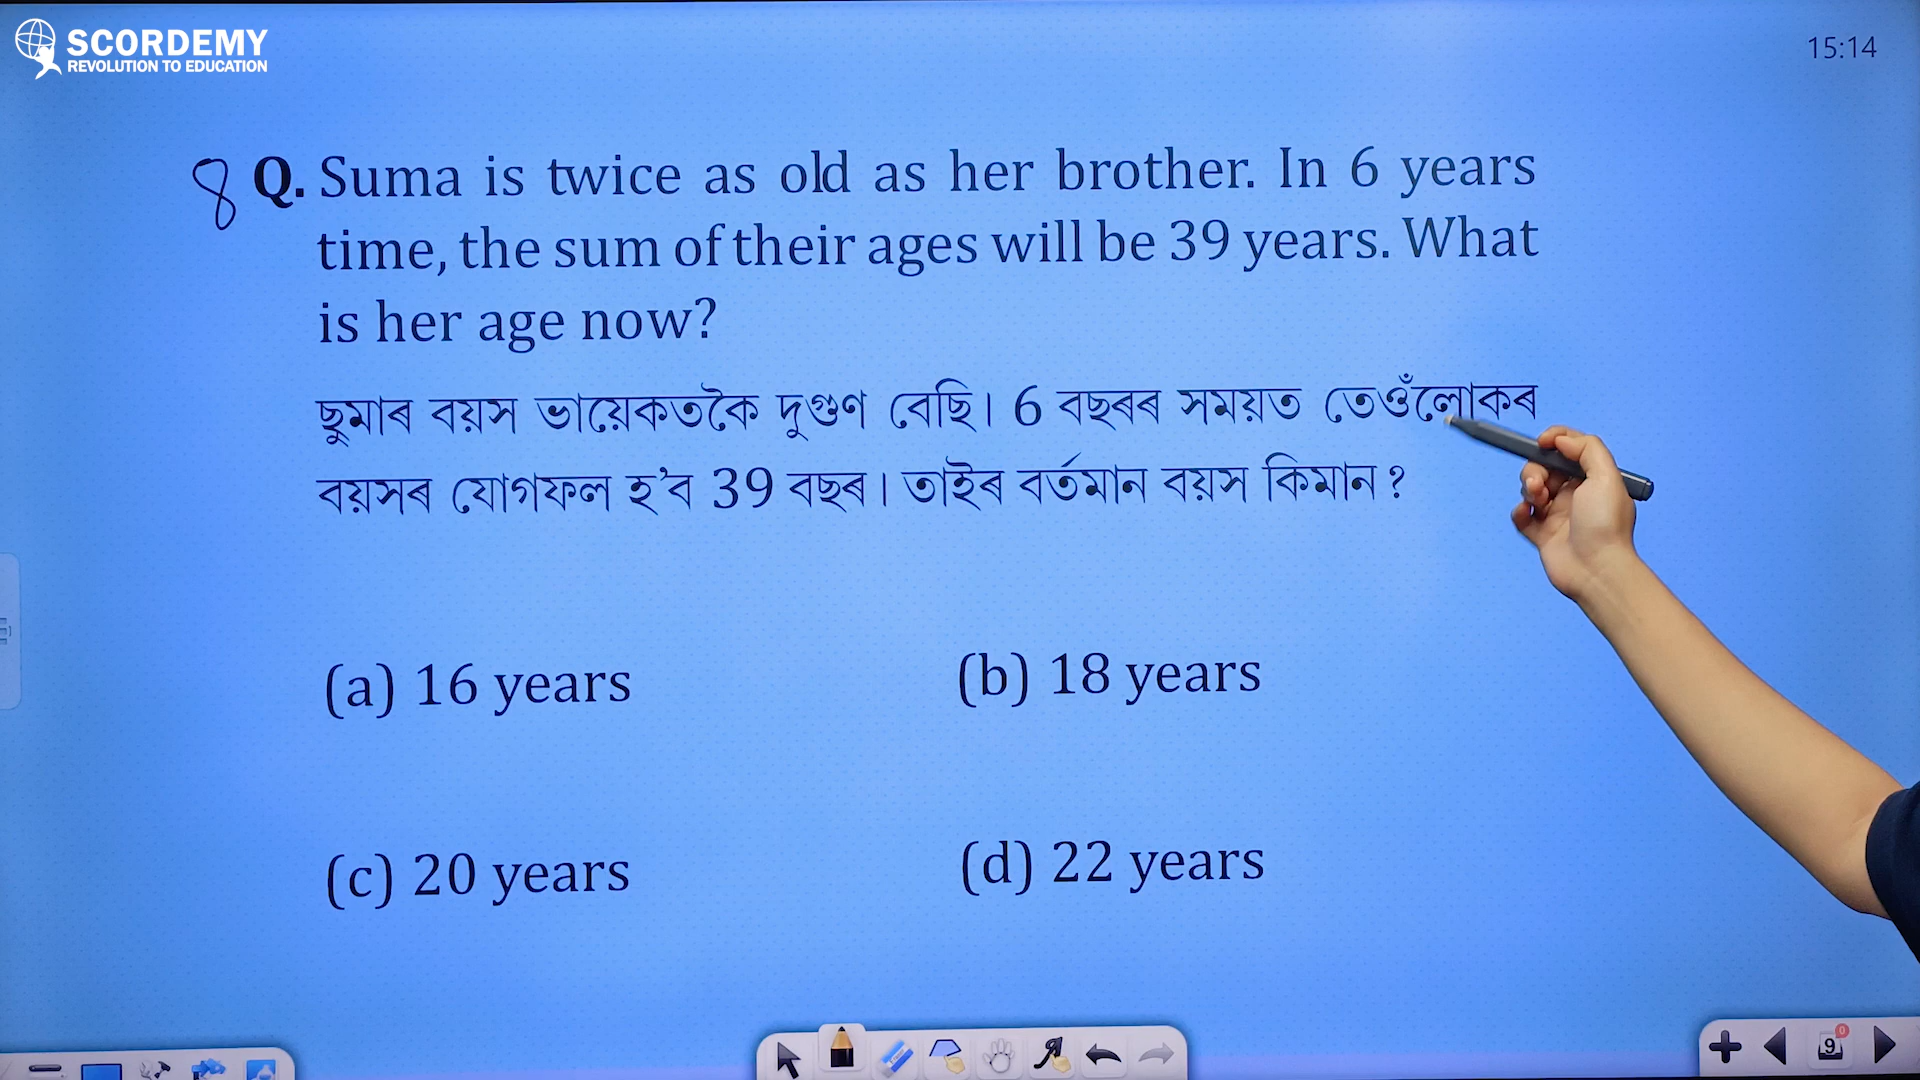 SCORDEMY
REVOLUTION TO EDUCATION
15:14
8 Q. Suma is twice as old as her brother. In 6 years
time, the sum of their ages will be 39 years. What
is her age now?
ছুমাৰ বয়স ভায়েকতকৈ দুগুণ বেছি। 6 বছৰৰ সময়ত তেওঁলোকৰ
বয়সৰ যোগফল হ’ব 39 বছৰ। তাইৰ বৰ্তমান বয়স কিমান?
(a) 16 years (b) 18 years
(c) 20 years (d) 22 years
0
9